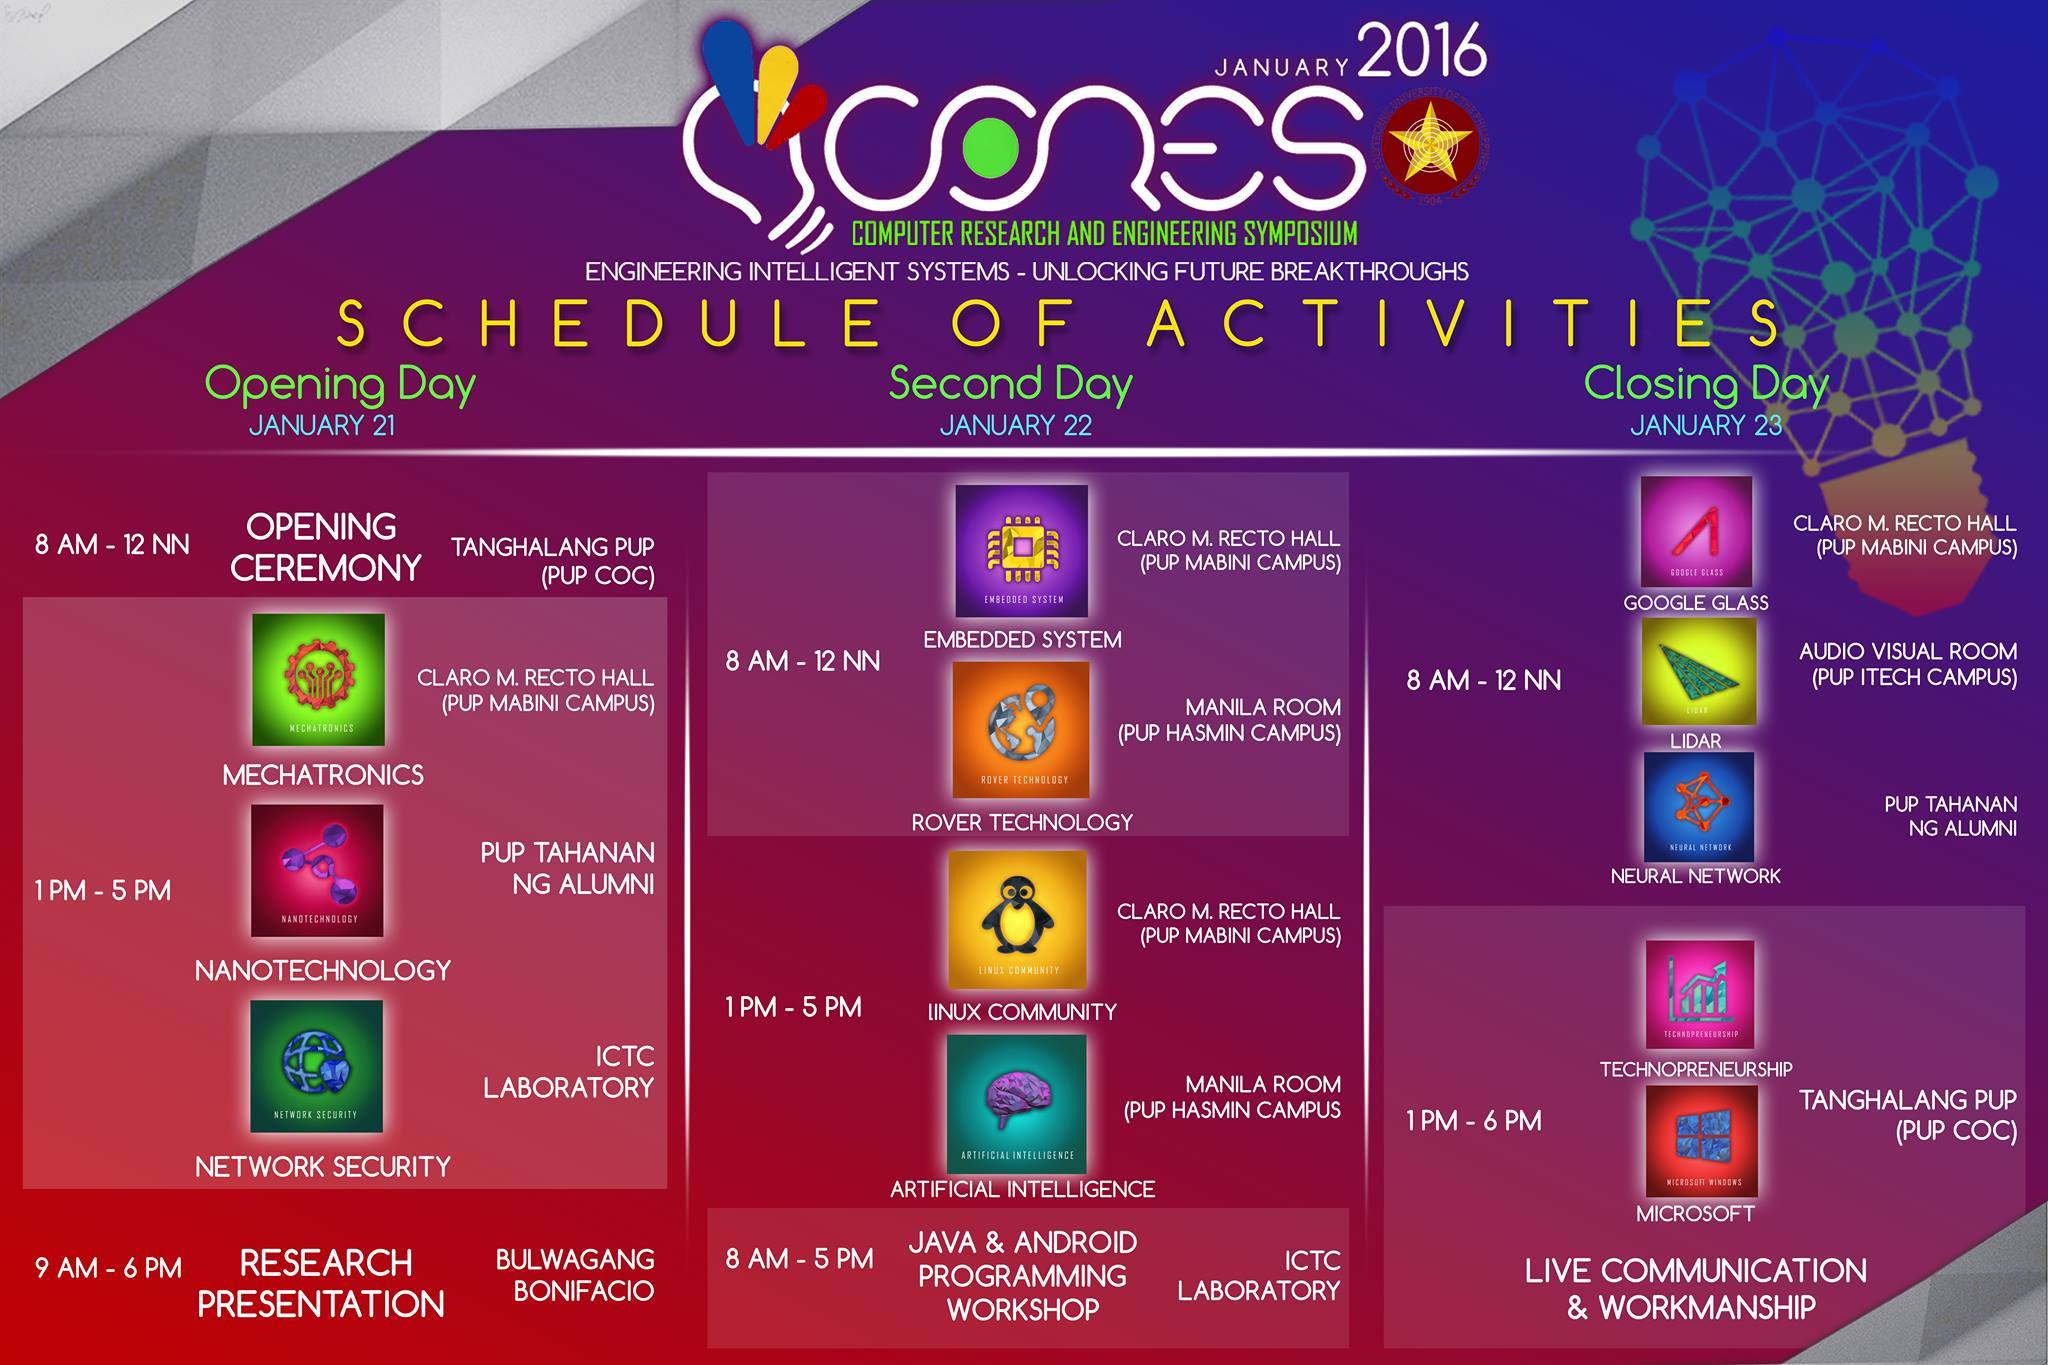 JANUARY 2016
CORES
COMPUTER RESEARCH AND ENGINEERING SYMPOSIUM
ENGINEERING INTELLIGENT SYSTEMS - UNLOCKING FUTURE BREAKTHROUGHS
SCHEDULE OF ACTIVITIES
Opening Day
JANUARY 21
8 AM - 12 NN
OPENING
CEREMONY
TANGHALANG PUP
(PUP COC)
1 PM - 5 PM
MECHATRONICS
MECHATRONICS
CLARO M. RECTO HALL
(PUP MABINI CAMPUS)
NANOTECHNOLOGY
NANOTECHNOLOGY
PUP TAHANAN
NG ALUMNI
NETWORK SECURITY
NETWORK SECURITY
ICTC
LABORATORY
9 AM - 6 PM
RESEARCH
PRESENTATION
BULWAGANG
BONIFACIO
Second Day
JANUARY 22
8 AM - 12 NN
EMBEDDED SYSTEM
EMBEDDED SYSTEM
CLARO M. RECTO HALL
(PUP MABINI CAMPUS)
ROVER TECHNOLOGY
ROVER TECHNOLOGY
MANILA ROOM
(PUP HASMIN CAMPUS)
1 PM - 5 PM
LINUX COMMUNITY
lINUX COMMUNITY
CLARO M. RECTO HALL
(PUP MABINI CAMPUS)
ARTIFICIAL INTELLIGENCE
ARTIFICIAL INTELLIGENCE
MANILA ROOM
(PUP HASMIN CAMPUS
8 AM - 5 PM
JAVA & ANDROID
PROGRAMMING
WORKSHOP
ICTC
LABORATORY
Closing Day
JANUARY 23
8 AM - 12 NN
GOOGLE GLASS
GOOGLE GLASS
CLARO M. RECTO HALL
(PUP MABINI CAMPUS)
LIDAR
LIDAR
AUDIO VISUAL ROOM
(PUP ITECH CAMPUS)
NEURAL NETWORK
NEURAL NETWORK
PUP TAHANAN
NG ALUMNI
1 PM - 6 PM
TECHNOPRENEURSHIP
TECHNOPRENEURSHIP
MICROSOFT WINDOWS
MICROSOFT
TANGHALANG PUP
(PUP COC)
LIVE COMMUNICATION
& WORKMANSHIP